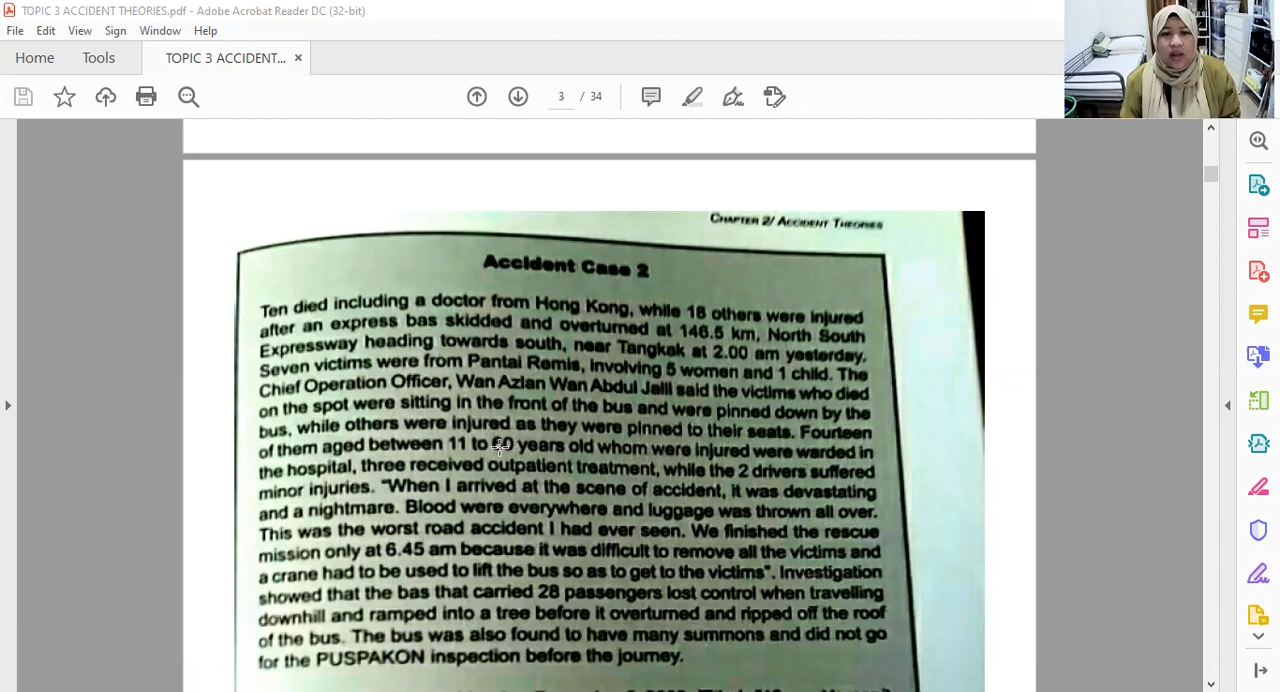 TOPIC 3 ACCIDENT THEORIES.pdf - Adobe Acrobat Reader DC (32-bit)
File Edit View Sign Window Help
Home Tools TOPIC 3 ACCIDENT... ×
3 / 34
CHAPTER 2/ ACCIDENT THEORIES
Accident Case 2
Ten died including a doctor from Hong Kong, while 18 others were injured
after an express bas skidded and overturned at 146.5 km, North South
Expressway heading towards south, near Tangkak at 2.00 am yesterday.
Seven victims were from Pantai Remis, involving 5 women and 1 child. The
Chief Operation Officer, Wan Azlan Wan Abdul Jalil said the victims who died
on the spot were sitting in the front of the bus and were pinned down by the
bus, while others were injured as they were pinned to their seats. Fourteen
of them aged between 11 to years old whom were injured were warded in
the hospital, three received outpatient treatment, while the 2 drivers suffered
minor injuries. "When I arrived at the scene of accident, it was devastating
and a nightmare. Blood were everywhere and luggage was thrown all over.
This was the worst road accident I had ever seen. We finished the rescue
mission only at 6.45 am because it was difficult to remove all the victims and
a crane had to be used to lift the bus so as to get to the victims". Investigation
showed that the bas that carried 28 passengers lost control when travelling
downhill and ramped into a tree before it overturned and ripped off the roof
of the bus. The bus was also found to have many summons and did not go
for the PUSPAKON inspection before the journey.